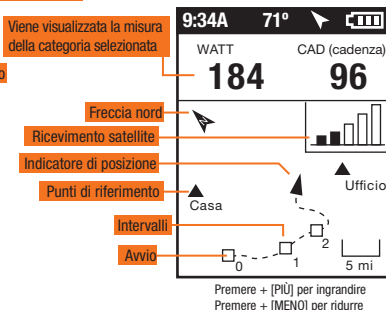 Viene visualizzata la misura
della categoria selezionata
9:34A 71º
WATT CAD (cadenza)
184 96
Freccia nord
Ricevimento satellite
Indicatore di posizione
Punti di riferimento
Ufficio
Casa
Intervalli
Avvio
0 1 2
5 mi
Premere + [PIÙ] per ingrandire
Premere + [MENO] per ridurre